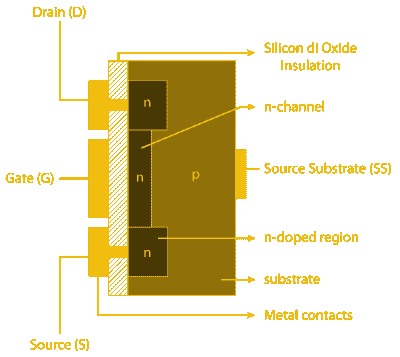 Drain (D)
Silicon di Oxide
Insulation
n
n-channel
Gate (G)
n
p
Source Substrate (SS)
n
n-doped region
substrate
Metal contacts
Source (S)